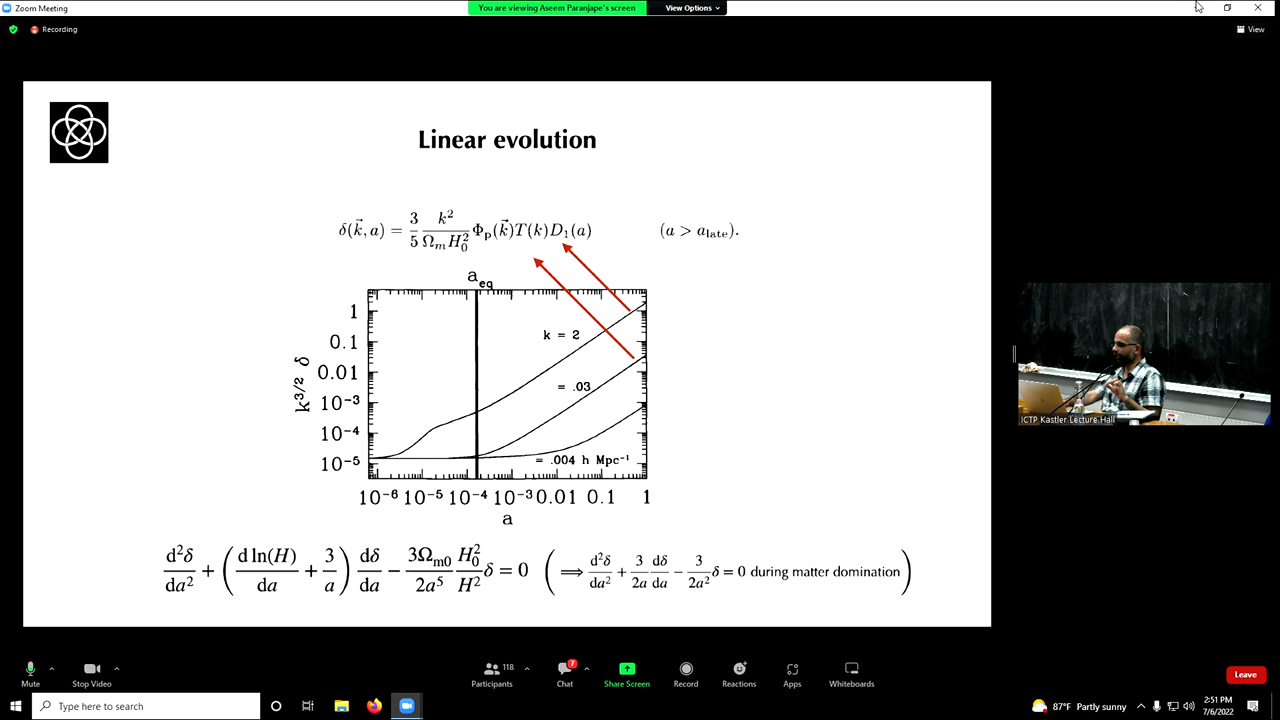 Zoom Meeting
You are viewing Aseem Paranjape's screen
View Options
Recording
View
Linear evolution
δ(k⃗, a) = 3/5 k²/(Ω_m H₀²) Φ_p(k⃗)T(k)D₁(a) (a > a_late).
a_eq
1
0.1
0.01
10⁻³
10⁻⁴
10⁻⁵
k^3/2 δ
k = 2
= .03
= .004 h Mpc⁻¹
10⁻⁶ 10⁻⁵ 10⁻⁴ 10⁻³ 0.01 0.1 1
a
d²δ/da² + (d ln(H)/da + 3/a) dδ/da − 3Ω_m0/2a⁵ H₀²/H² δ = 0 (⟹ d²δ/da² + 3/2a dδ/da − 3/2a² δ = 0 during matter domination)
ICTP Kastler Lecture Hall
Mute
Stop Video
118
Participants
7
Chat
Share Screen
Record
Reactions
Apps
Whiteboards
Leave
Type here to search
87°F Partly sunny
2:51 PM
7/6/2022